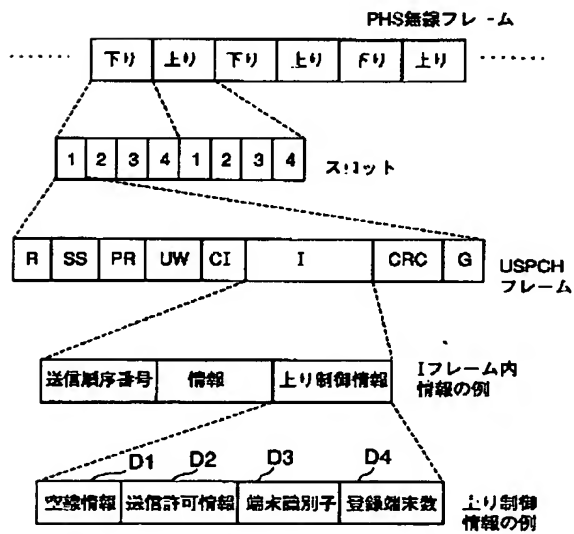 PHS無線フレーム
下り 上り 下り 上り 下り 上り
1 2 3 4 1 2 3 4
スロット
R SS PR UW CI I CRC G
USPCH
フレーム
送信順序番号 情報 上り制御情報
Iフレーム内
情報の例
D1 D2 D3 D4
空線情報 送信許可情報 端末識別子 登録端末数
上り制御
情報の例